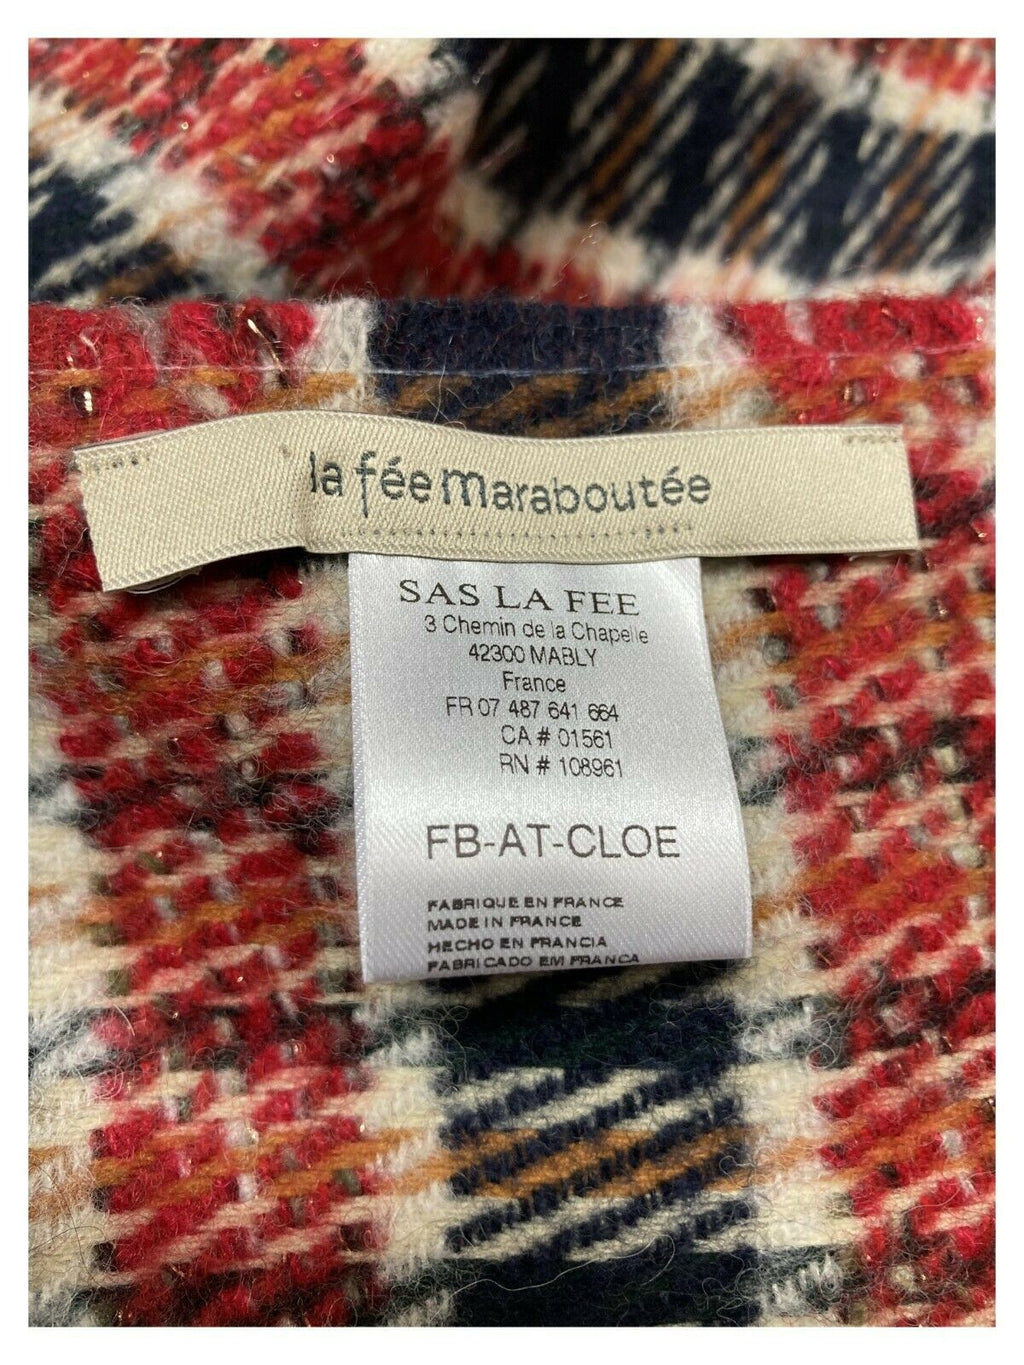 la fée maraboutée
SAS LA FEE
3 Chemin de la Chapelle
42300 MABLY
France
FR 07 487 641 664
CA # 01561
RN # 108961
FB-AT-CLOE
FABRIQUE EN FRANCE
MADE IN FRANCE
HECHO EN FRANCIA
FABRICADO EM FRANCA